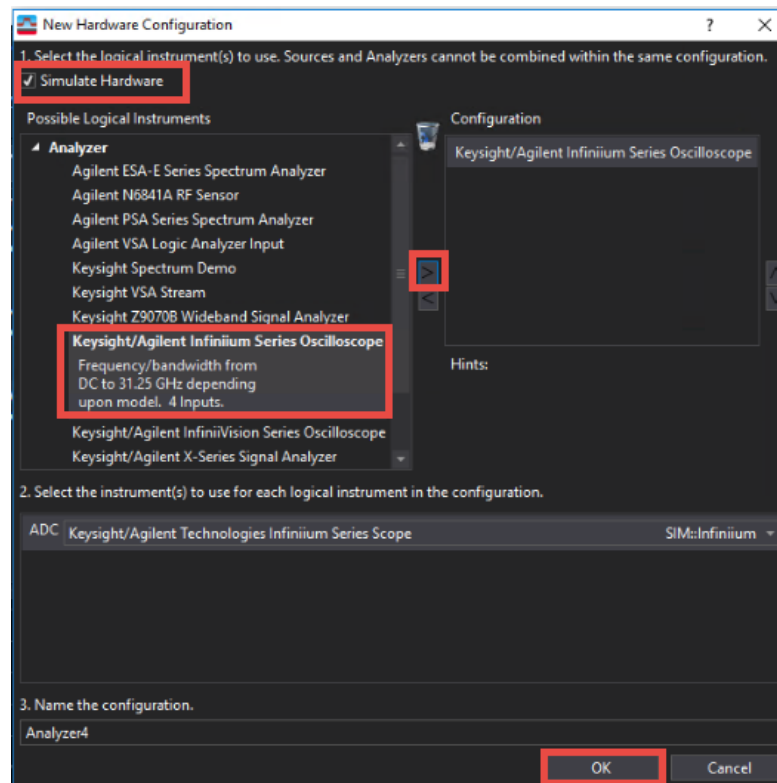 New Hardware Configuration
?
1. Select the logical instrument(s) to use. Sources and Analyzers cannot be combined within the same configuration.
Simulate Hardware
Possible Logical Instruments
Analyzer
Agilent ESA-E Series Spectrum Analyzer
Agilent N6841A RF Sensor
Agilent PSA Series Spectrum Analyzer
Agilent VSA Logic Analyzer Input
Keysight Spectrum Demo
Keysight VSA Stream
Keysight Z9070B Wideband Signal Analyzer
Keysight/Agilent Infiniium Series Oscilloscope
Frequency/bandwidth from
DC to 31.25 GHz depending
upon model. 4 Inputs.
Keysight/Agilent InfiniiVision Series Oscilloscope
Keysight/Agilent X-Series Signal Analyzer
>
<
Configuration
Keysight/Agilent Infiniium Series Oscilloscope
Hints:
2. Select the instrument(s) to use for each logical instrument in the configuration.
ADC Keysight/Agilent Technologies Infiniium Series Scope SIM::Infiniium
3. Name the configuration.
Analyzer4
OK Cancel